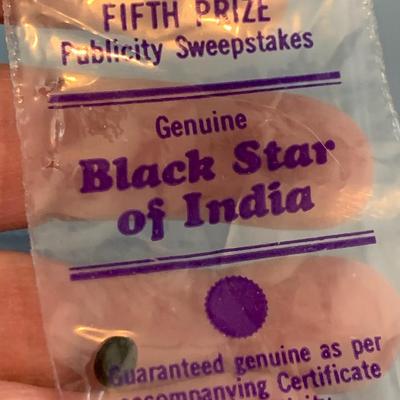 FIFTH PRIZE
Publicity Sweepstakes
Genuine
Black Star
of India
Guaranteed genuine as per
accompanying Certificate